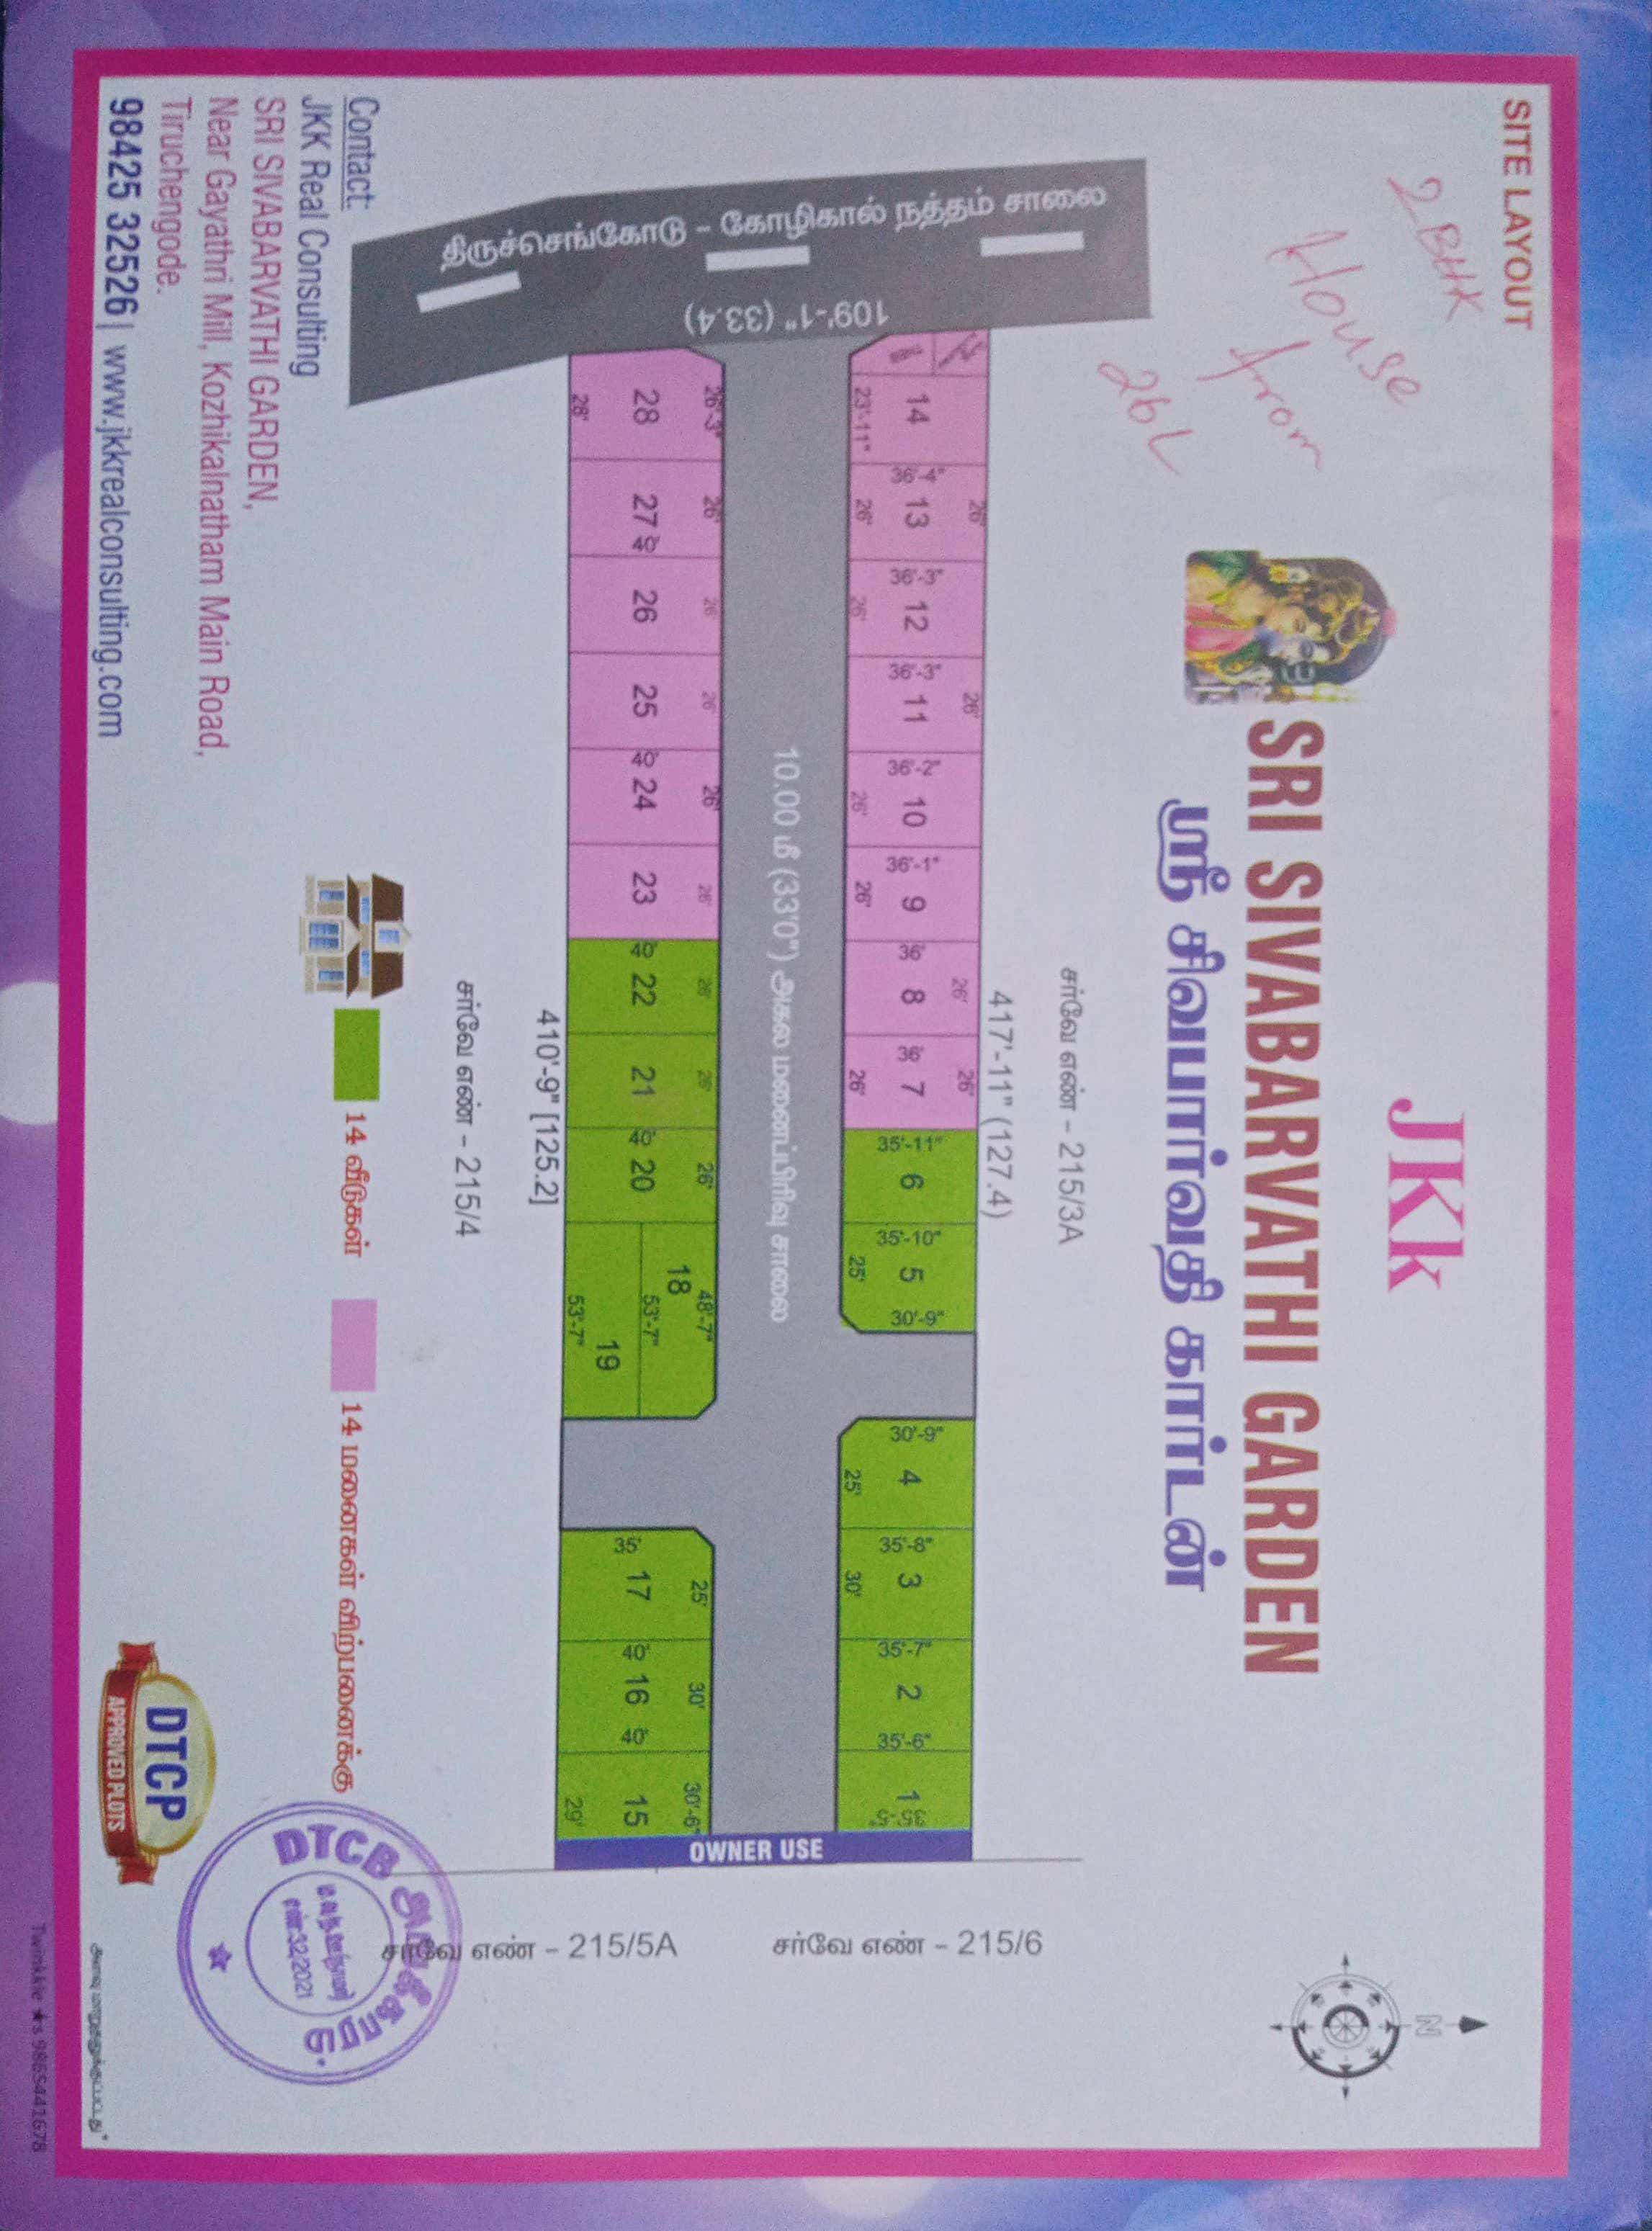 SITE LAYOUT
2 BHK
House
from
26L
JKk
N
SRI SIVABARVATHI GARDEN
ஸ்ரீ சிவபார்வதி கார்டன்
சர்வே எண் – 215/3A
417'-11" (127.4)
திருச்செங்கோடு – கோழிகால் நத்தம் சாலை
109'-1" (33.4)
26' 26' 26' 26'
14 36'-4" 13 36'-3" 12 36'-3" 11 36'-2" 10 36'-1" 9 36' 8 36' 7 35'-11" 6 35'-10" 5 30'-9" 30'-9" 4 35'-8" 3 35'-7" 2 35'-6" 1 35'-5"
23'-11" 26' 26' 26' 26' 26' 25' 25' 30'
10.00 மீ (33'0") அகல மனைப்பிரிவு சாலை
OWNER USE
26'-3" 26' 26' 26' 26' 26' 26' 26' 26' 48'-7" 25' 30' 30'-6"
18
53'-7"
28 27 40' 26 25 40' 24 23 40' 22 21 40' 20 35' 17 40' 16 40' 15
19
28' 53'-7" 29'
410'-9" [125.2]
சர்வே எண் – 215/4
சர்வே எண் – 215/6
சர்வே எண் – 215/5A
14 வீடுகள்
14 மனைகள் விற்பனைக்கு
DTCB அங்கீகாரம்
எண்:32/2021
DTCP
APPROVED PLOTS
Contact:
JKK Real Consulting
SRI SIVABARVATHI GARDEN,
Near Gayathri Mill, Kozhikalnatham Main Road,
Tiruchengode.
98425 32526 | www.jkkrealconsulting.com
அளவு மாறுதலுக்குட்பட்டது*
Twinkkle ★s 9865441678